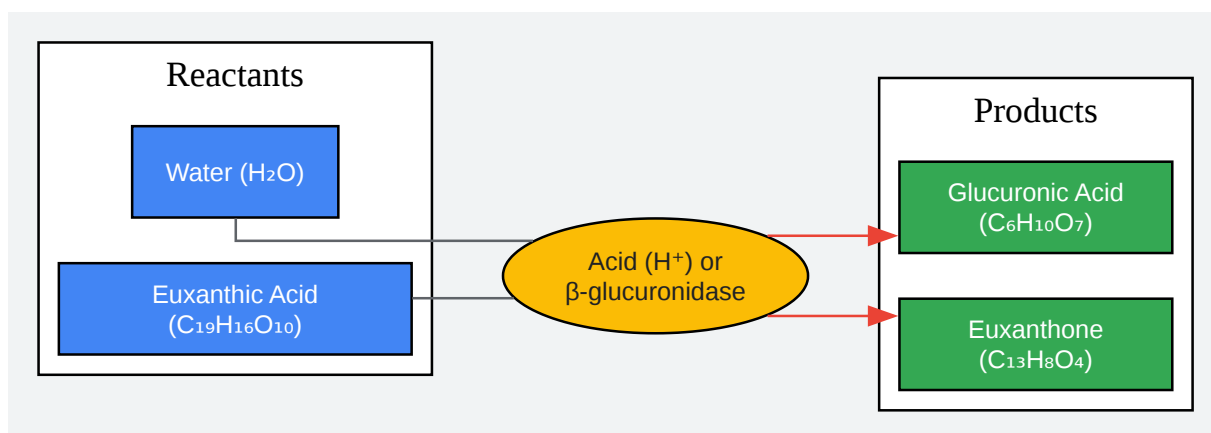 Reactants
Water (H₂O)
Euxanthic Acid
(C₁₉H₁₆O₁₀)
Acid (H⁺) or
β-glucuronidase
Products
Glucuronic Acid
(C₆H₁₀O₇)
Euxanthone
(C₁₃H₈O₄)